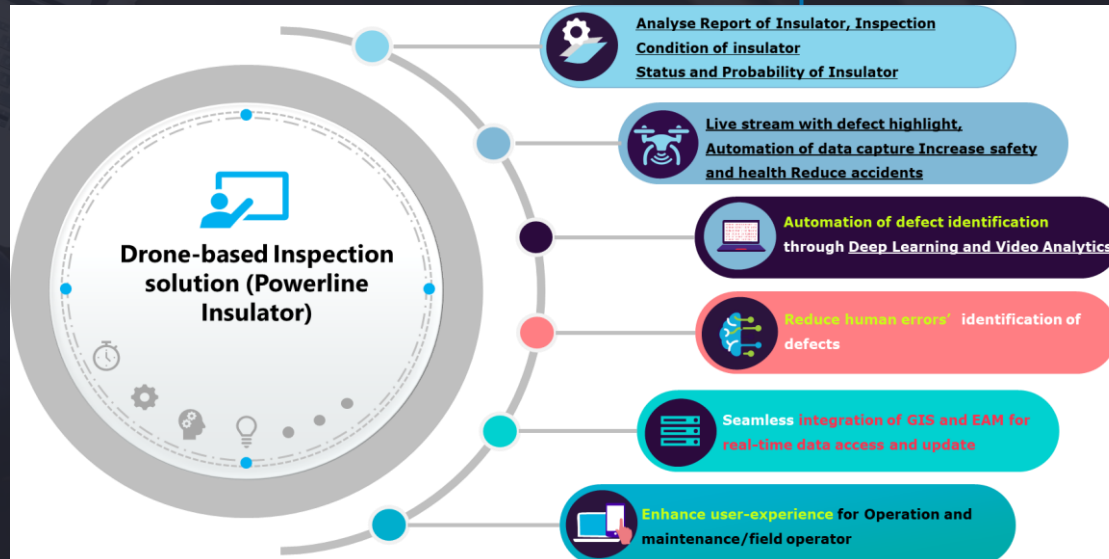 Drone-based Inspection
solution (Powerline
Insulator)
Analyse Report of Insulator, Inspection
Condition of insulator
Status and Probability of Insulator
Live stream with defect highlight,
Automation of data capture Increase safety
and health Reduce accidents
Automation of defect identification
through Deep Learning and Video Analytics
Reduce human errors’ identification of
defects
Seamless integration of GIS and EAM for
real-time data access and update
Enhance user-experience for Operation and
maintenance/field operator